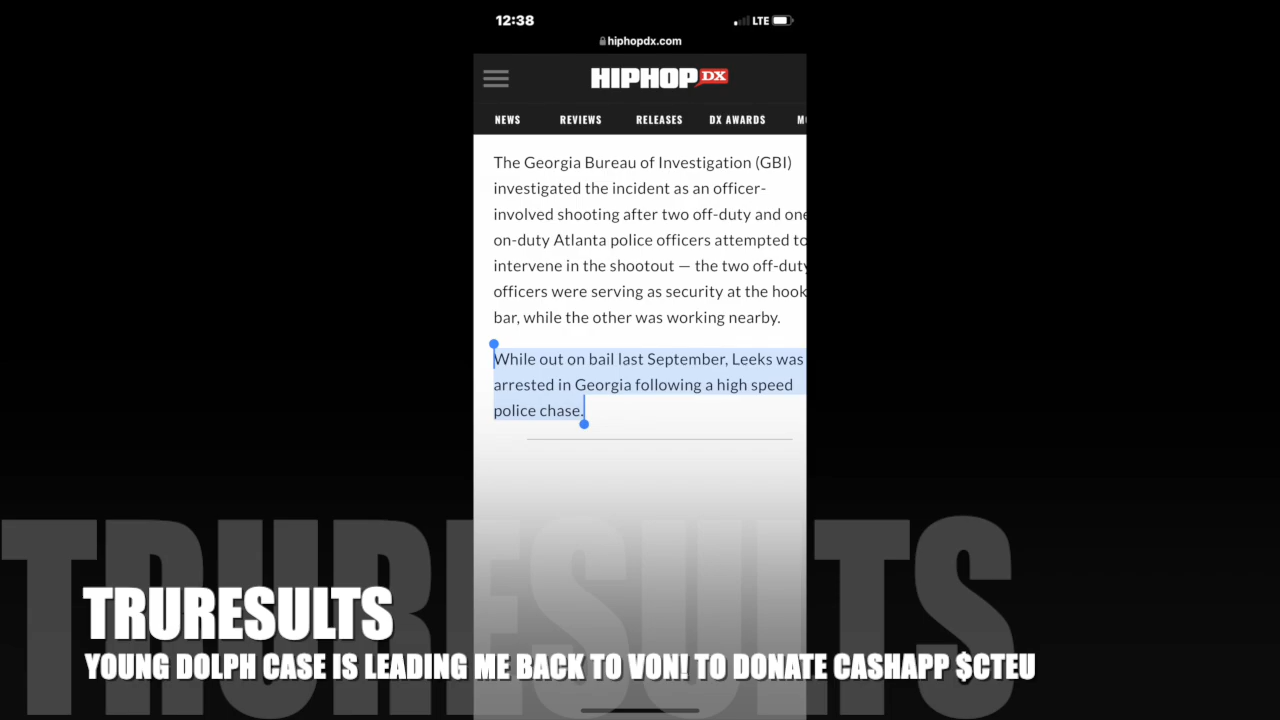 12:38
LTE
hiphopdx.com
HIPHOP DX
NEWS REVIEWS RELEASES DX AWARDS
The Georgia Bureau of Investigation (GBI)
investigated the incident as an officer-
involved shooting after two off-duty and one
on-duty Atlanta police officers attempted to
intervene in the shootout — the two off-duty
officers were serving as security at the hook
bar, while the other was working nearby.
While out on bail last September, Leeks was
arrested in Georgia following a high speed
police chase.
TRURESULTS
TRURESULTS
YOUNG DOLPH CASE IS LEADING ME BACK TO VON! TO DONATE CASHAPP $CTEU